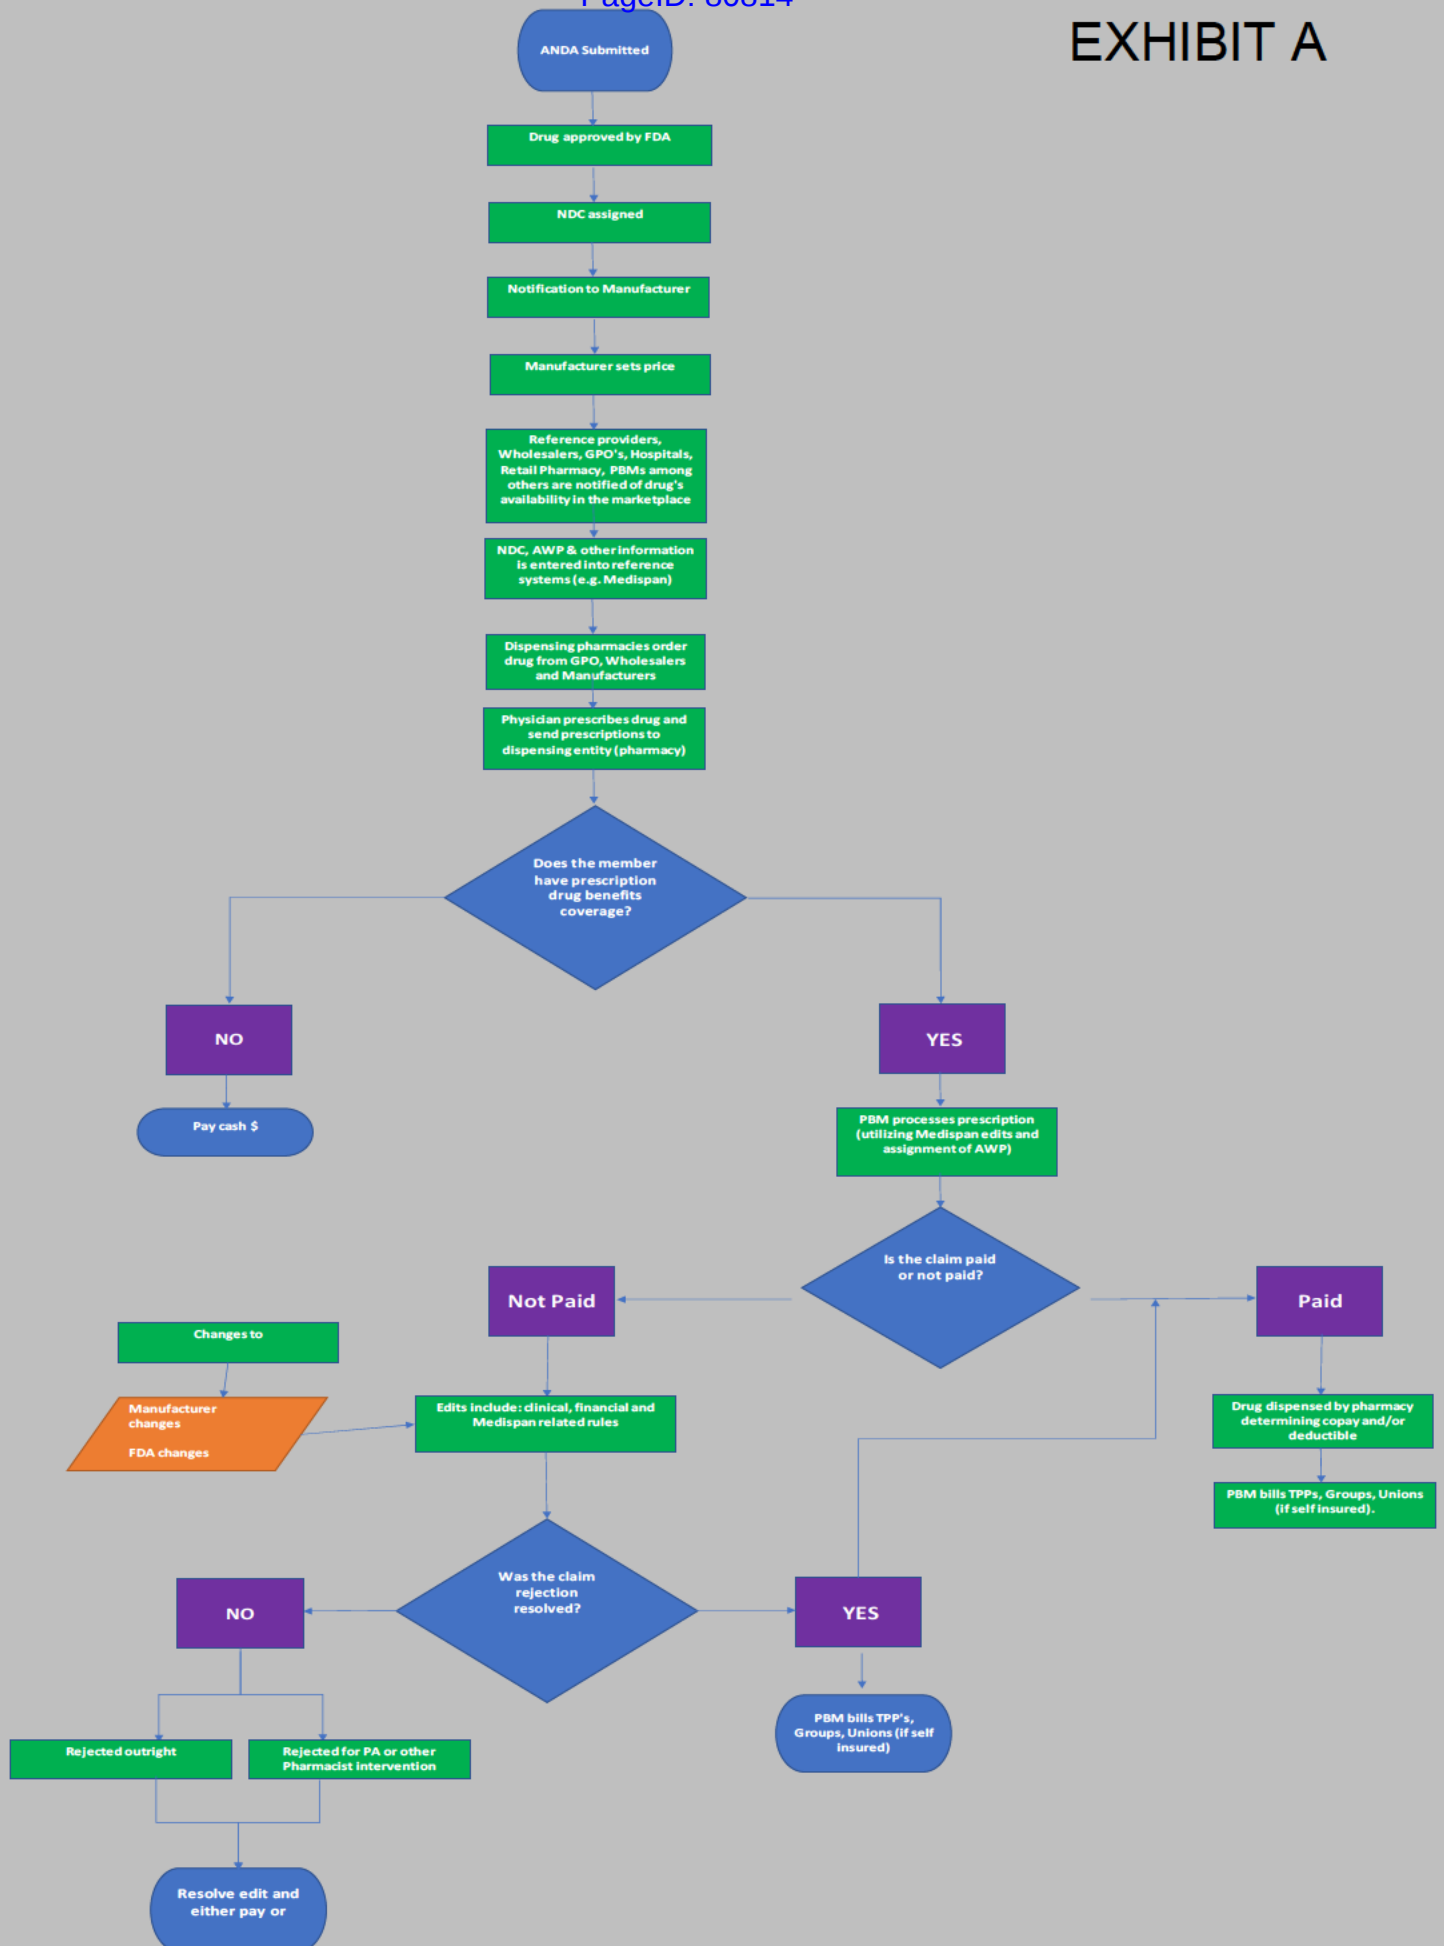 PageID: 80814
EXHIBIT A
ANDA Submitted
Drug approved by FDA
NDC assigned
Notification to Manufacturer
Manufacturer sets price
Reference providers,
Wholesalers, GPO's, Hospitals,
Retail Pharmacy, PBMs among
others are notified of drug's
availability in the marketplace
NDC, AWP & other information
is entered into reference
systems (e.g. Medispan)
Dispensing pharmacies order
drug from GPO, Wholesalers
and Manufacturers
Physician prescribes drug and
send prescriptions to
dispensing entity (pharmacy)
Does the member
have prescription
drug benefits
coverage?
NO
YES
Pay cash $
PBM processes prescription
(utilizing Medispan edits and
assignment of AWP)
Is the claim paid
or not paid?
Not Paid
Paid
Changes to
Manufacturer
changes
FDA changes
Edits include: clinical, financial and
Medispan related rules
Drug dispensed by pharmacy
determining copay and/or
deductible
PBM bills TPPs, Groups, Unions
(if self insured).
Was the claim
rejection
resolved?
NO
YES
PBM bills TPP's,
Groups, Unions (if self
insured)
Rejected outright
Rejected for PA or other
Pharmacist intervention
Resolve edit and
either pay or